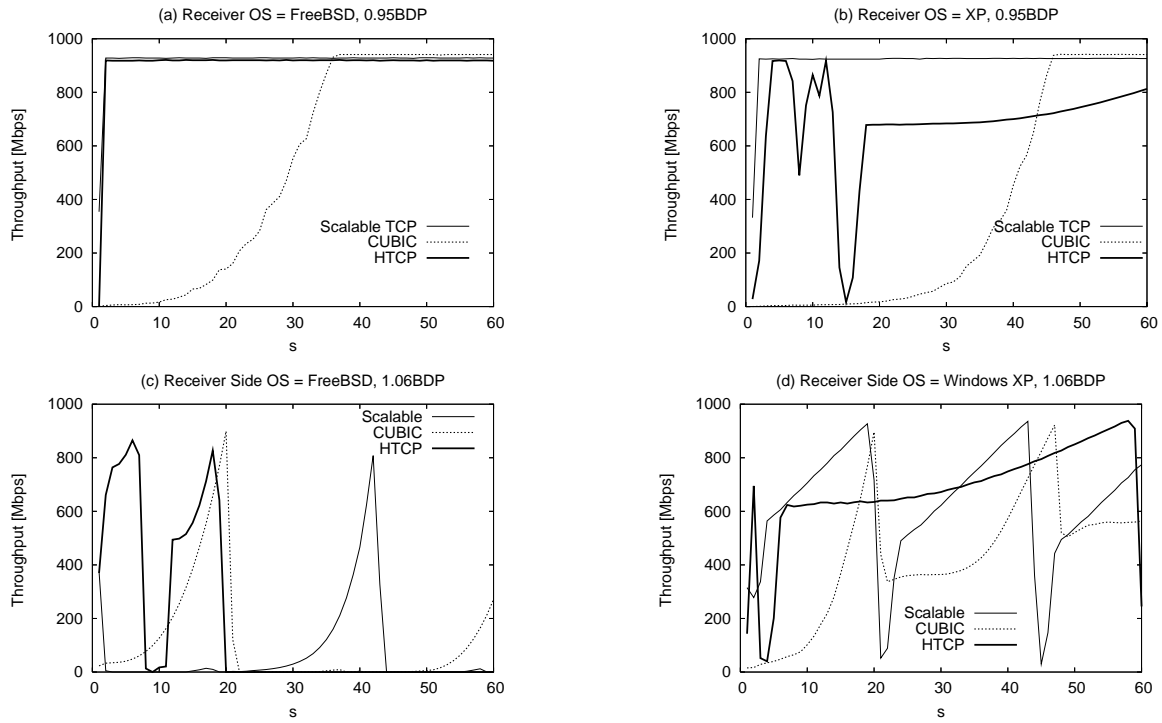 (a) Receiver OS = FreeBSD, 0.95BDP
1000
800
600
400
200
0
Throughput [Mbps]
Scalable TCP
CUBIC
HTCP
0 10 20 30 40 50 60
s
(b) Receiver OS = XP, 0.95BDP
1000
800
600
400
200
0
Throughput [Mbps]
Scalable TCP
CUBIC
HTCP
0 10 20 30 40 50 60
s
(c) Receiver Side OS = FreeBSD, 1.06BDP
1000
800
600
400
200
0
Throughput [Mbps]
Scalable
CUBIC
HTCP
0 10 20 30 40 50 60
s
(d) Receiver Side OS = Windows XP, 1.06BDP
1000
800
600
400
200
0
Throughput [Mbps]
Scalable
CUBIC
HTCP
0 10 20 30 40 50 60
s